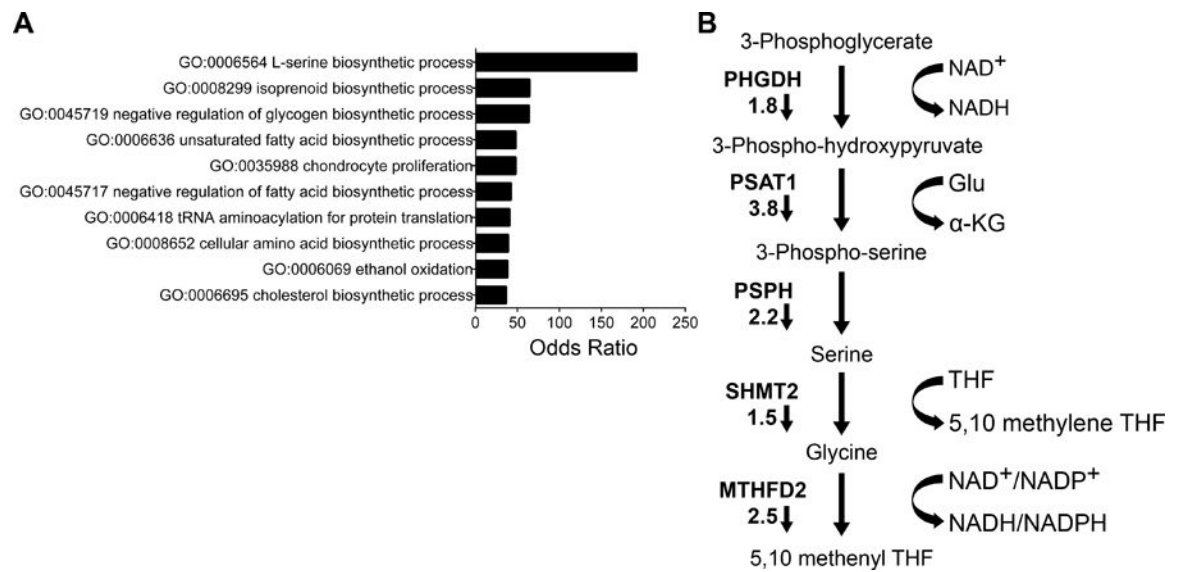 A
GO:0006564 L-serine biosynthetic process
GO:0008299 isoprenoid biosynthetic process
GO:0045719 negative regulation of glycogen biosynthetic process
GO:0006636 unsaturated fatty acid biosynthetic process
GO:0035988 chondrocyte proliferation
GO:0045717 negative regulation of fatty acid biosynthetic process
GO:0006418 tRNA aminoacylation for protein translation
GO:0008652 cellular amino acid biosynthetic process
GO:0006069 ethanol oxidation
GO:0006695 cholesterol biosynthetic process
0 50 100 150 200 250
Odds Ratio
B
3-Phosphoglycerate
PHGDH
1.8
NAD+
NADH
3-Phospho-hydroxypyruvate
PSAT1
3.8
Glu
α-KG
3-Phospho-serine
PSPH
2.2
Serine
SHMT2
1.5
THF
5,10 methylene THF
Glycine
MTHFD2
2.5
NAD+/NADP+
NADH/NADPH
5,10 methenyl THF